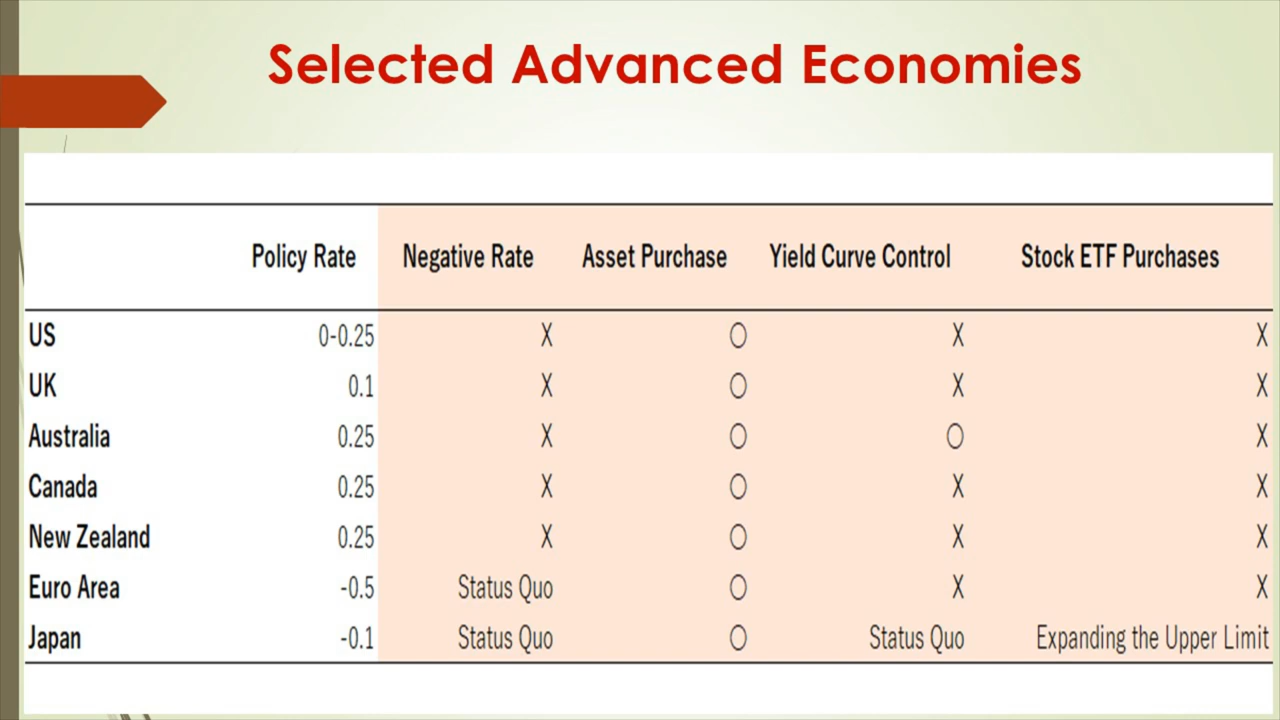 Selected Advanced Economies
Policy Rate Negative Rate Asset Purchase Yield Curve Control Stock ETF Purchases
US 0-0.25 X O X X
UK 0.1 X O X X
Australia 0.25 X O O X
Canada 0.25 X O X X
New Zealand 0.25 X O X X
Euro Area -0.5 Status Quo O X X
Japan -0.1 Status Quo O Status Quo Expanding the Upper Limit